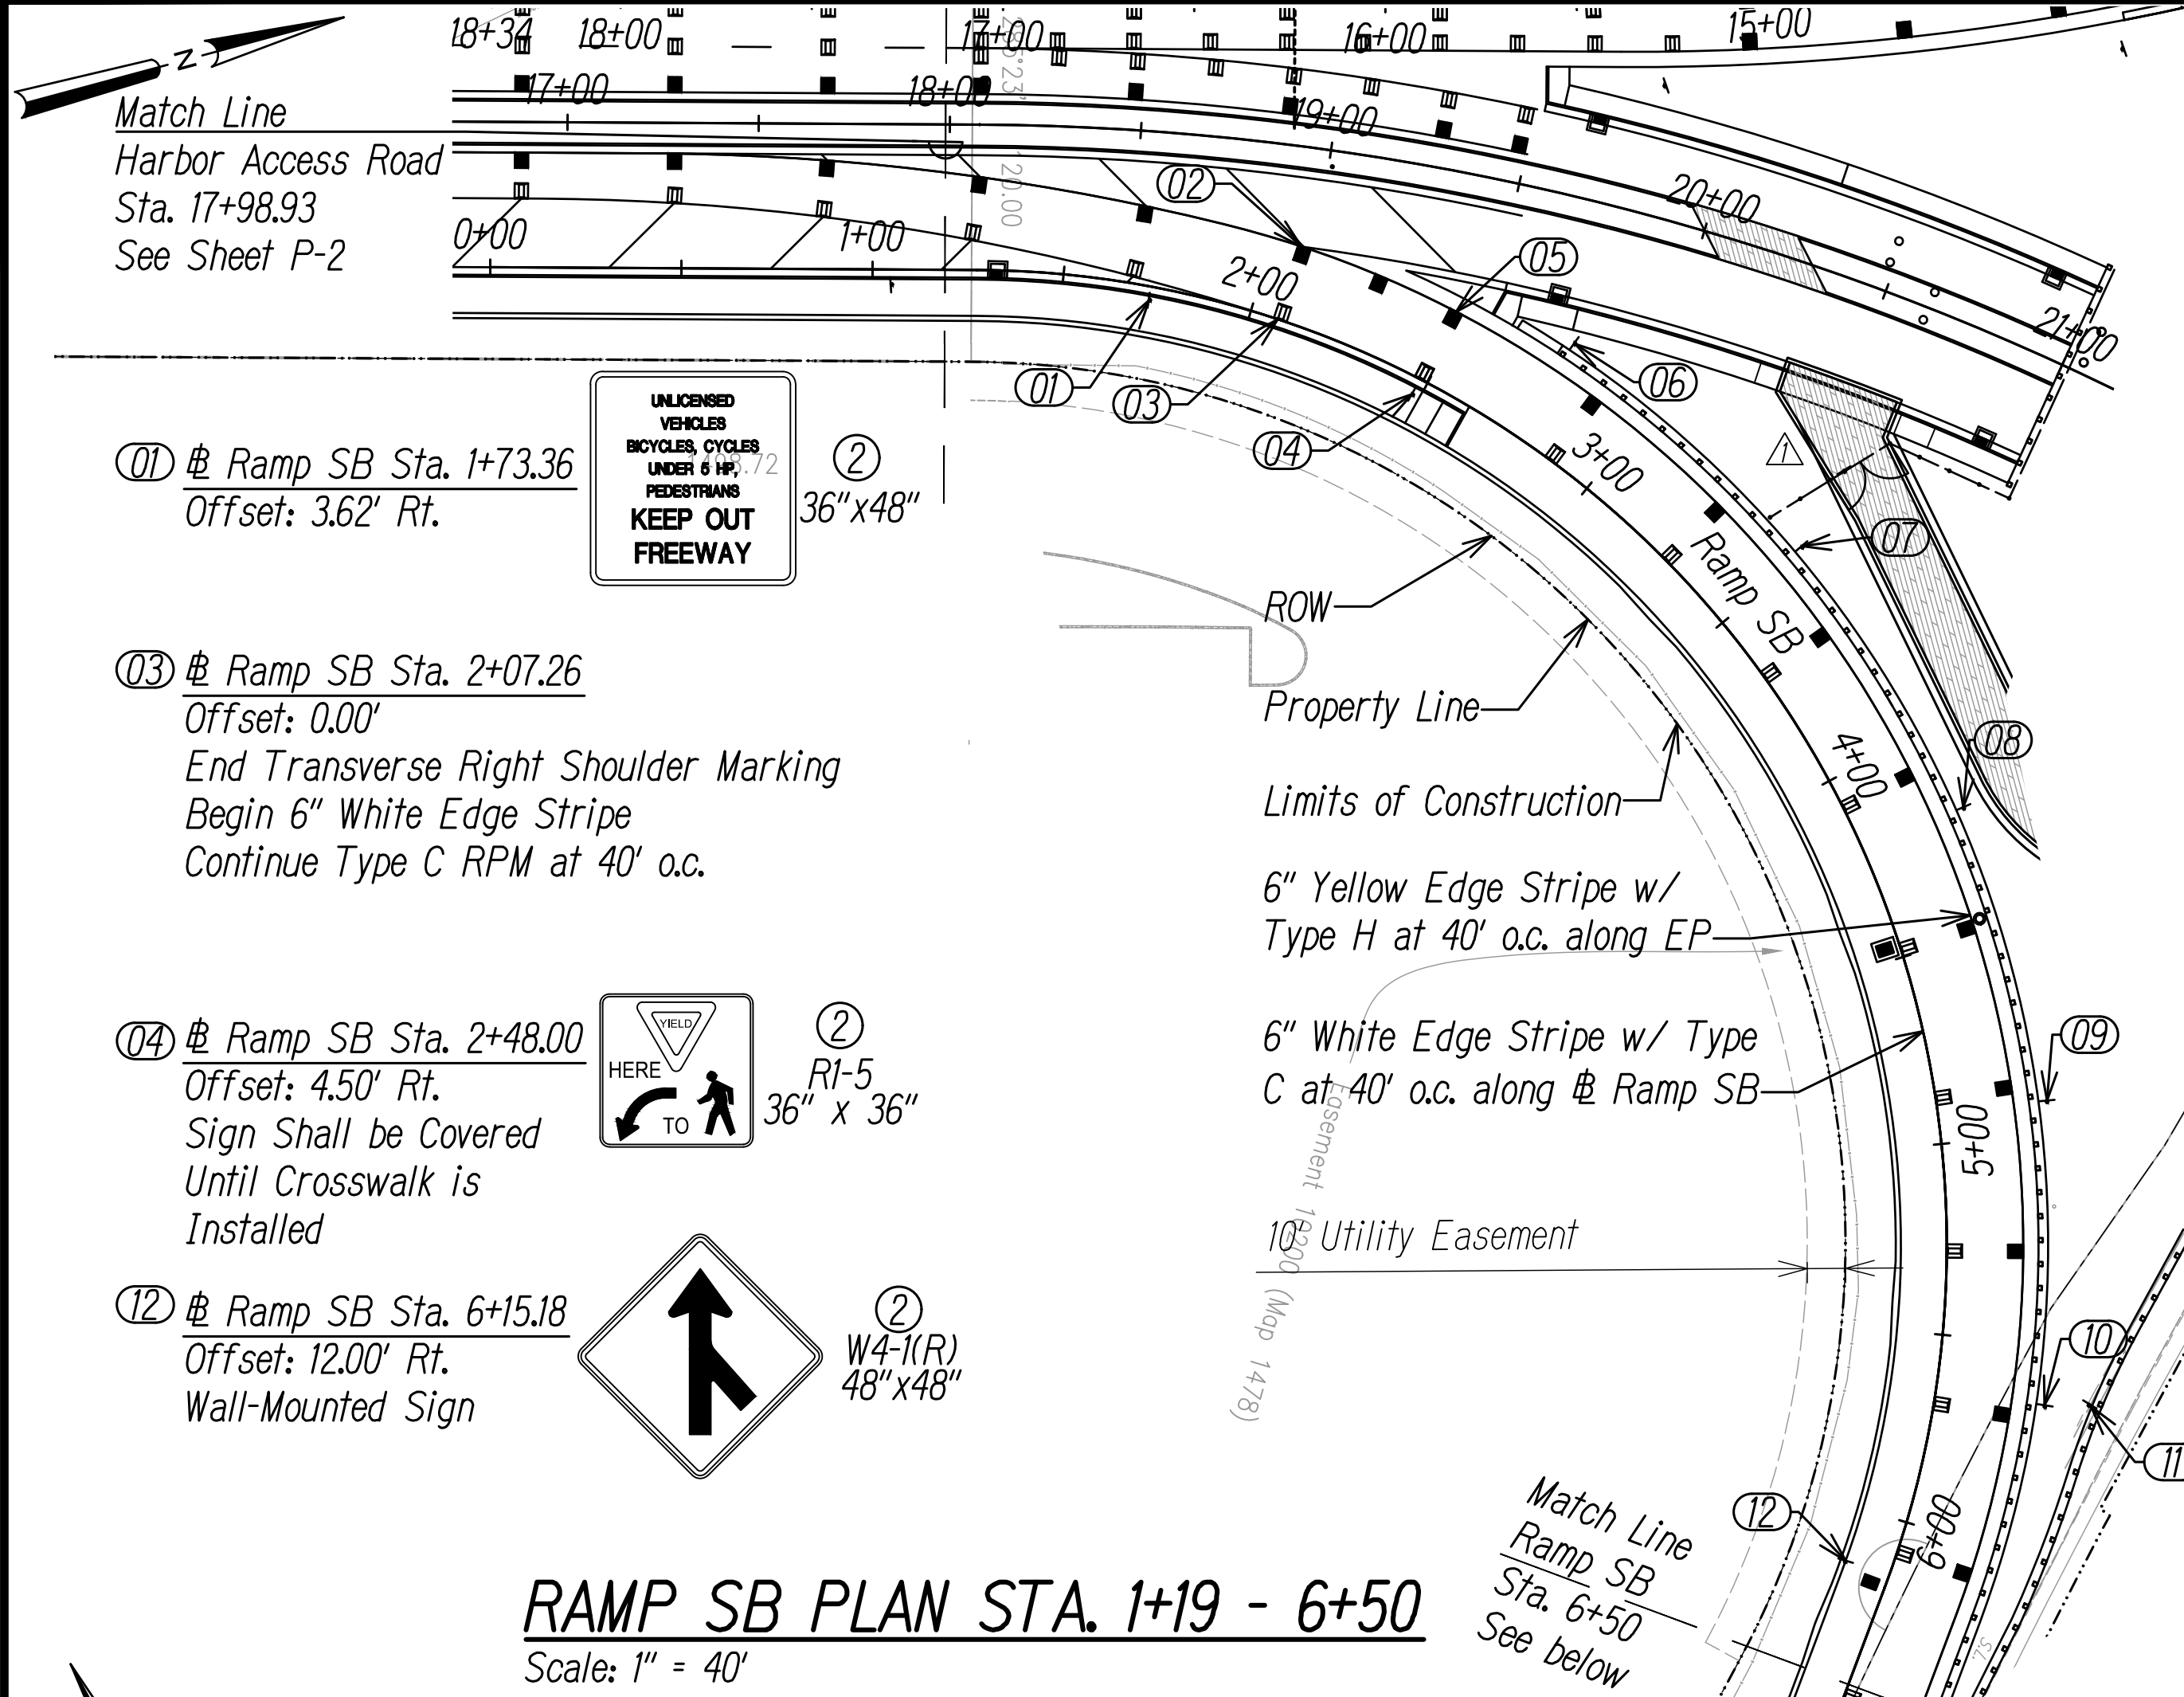 18+34
18+00
17+00
16+00
15+00
N
17+00
18+00
19+00
20+00
21+00
Match Line
Harbor Access Road
Sta. 17+98.93
See Sheet P-2
0+00
1+00
2+00
3+00
4+00
5+00
6+00
20.00
02
05
01
03
04
06
07
08
09
10
11
12
1
Ramp SB
01 ⅊ Ramp SB Sta. 1+73.36
Offset: 3.62' Rt.
UNLICENSED
VEHICLES
BICYCLES, CYCLES
UNDER 5 HP,
PEDESTRIANS
KEEP OUT
FREEWAY
2
36"x48"
03 ⅊ Ramp SB Sta. 2+07.26
Offset: 0.00'
End Transverse Right Shoulder Marking
Begin 6" White Edge Stripe
Continue Type C RPM at 40' o.c.
04 ⅊ Ramp SB Sta. 2+48.00
Offset: 4.50' Rt.
Sign Shall be Covered
Until Crosswalk is
Installed
YIELD
HERE
TO
2
R1-5
36" x 36"
12 ⅊ Ramp SB Sta. 6+15.18
Offset: 12.00' Rt.
Wall-Mounted Sign
2
W4-1(R)
48"x48"
ROW
Property Line
Limits of Construction
6" Yellow Edge Stripe w/
Type H at 40' o.c. along EP
6" White Edge Stripe w/ Type
C at 40' o.c. along ⅊ Ramp SB
10' Utility Easement
Easement 10200 (Map 1478)
Match Line
Ramp SB
Sta. 6+50
See below
RAMP SB PLAN STA. 1+19 - 6+50
Scale: 1" = 40'